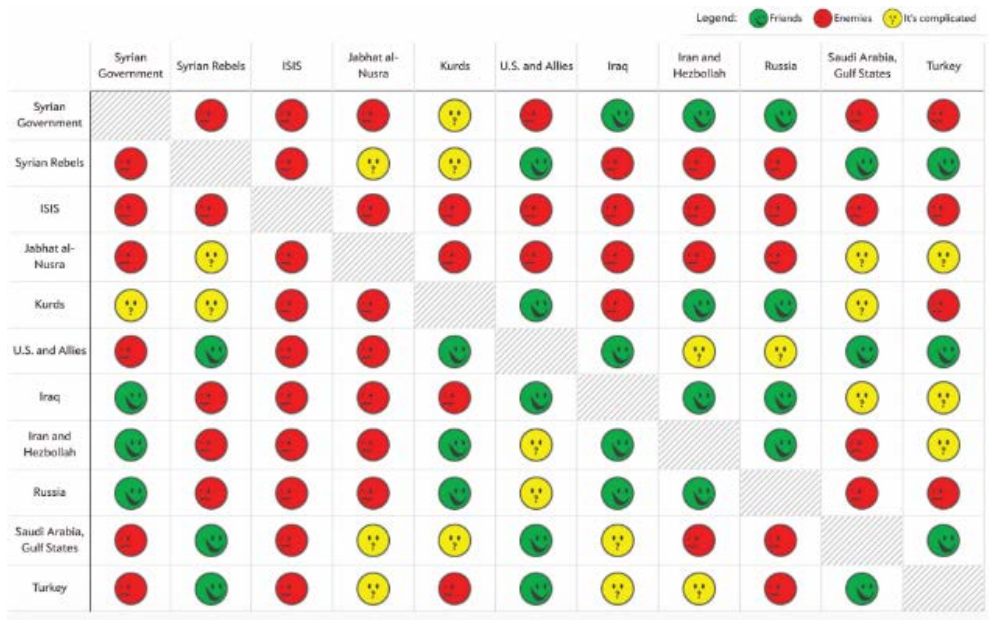 Legend: Friends Enemies It's complicated
Syrian Government Syrian Rebels ISIS Jabhat al-Nusra Kurds U.S. and Allies Iraq Iran and Hezbollah Russia Saudi Arabia, Gulf States Turkey
Syrian
Government
Syrian Rebels
ISIS
Jabhat al-
Nusra
Kurds
U.S. and Allies
Iraq
Iran and
Hezbollah
Russia
Saudi Arabia,
Gulf States
Turkey